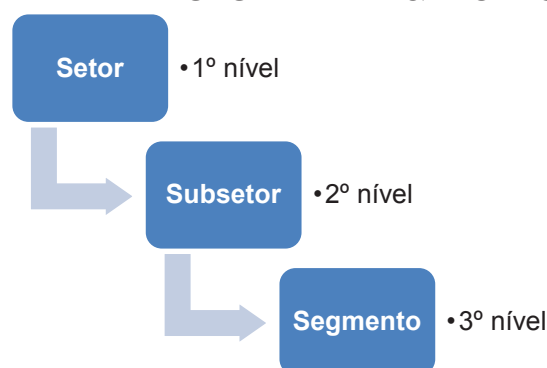 Setor
•1º nível
Subsetor
•2º nível
Segmento
•3º nível